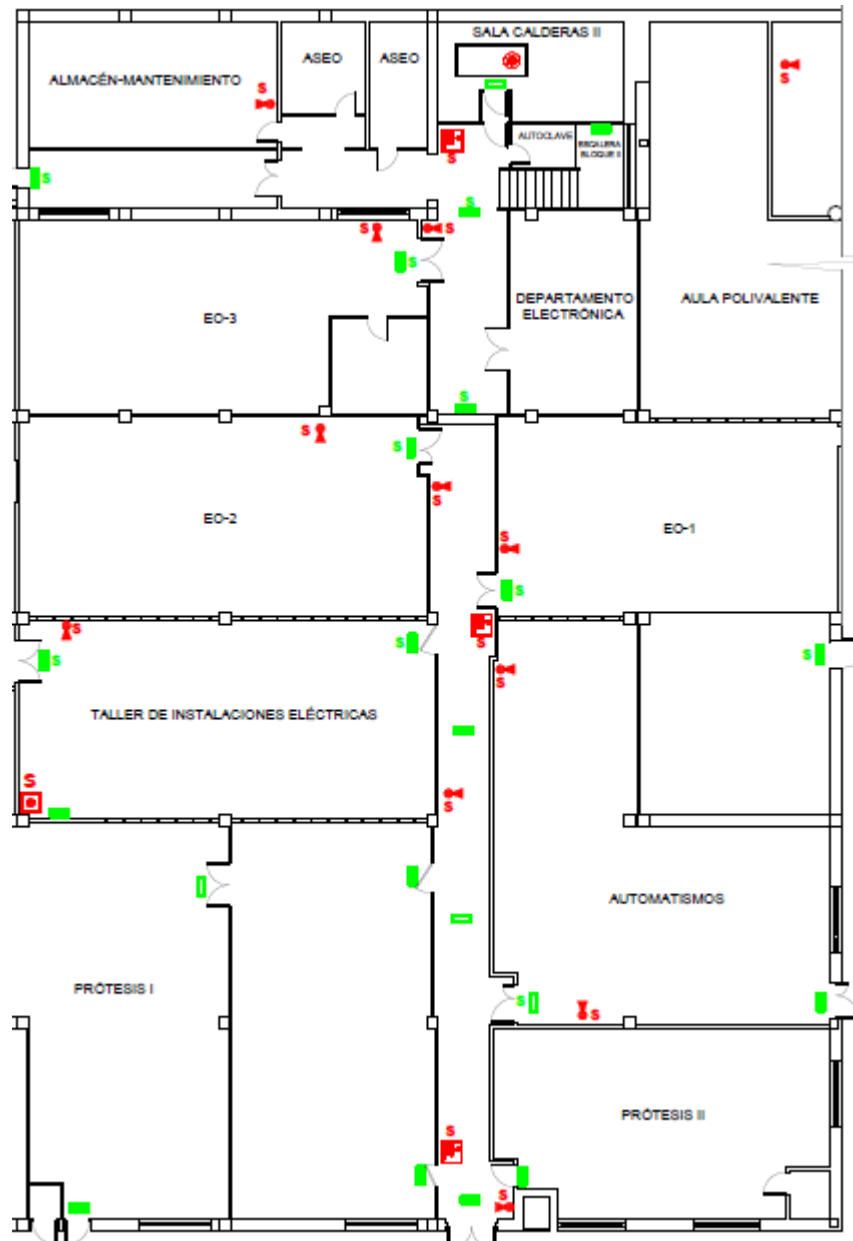 SALA CALDERAS II
ASEO
ASEO
ALMACÉN-MANTENIMIENTO
S
S
AUTOCLAVE
ESCALERA
BLOQUE II
S
S
S
S
S
S
DEPARTAMENTO
ELECTRÓNICA
AULA POLIVALENTE
EO-3
S
S
S
EO-2
S
S
EO-1
S
S
S
S
S
S
S
TALLER DE INSTALACIONES ELÉCTRICAS
S
S
AUTOMATISMOS
PRÓTESIS I
S
S
PRÓTESIS II
S
S